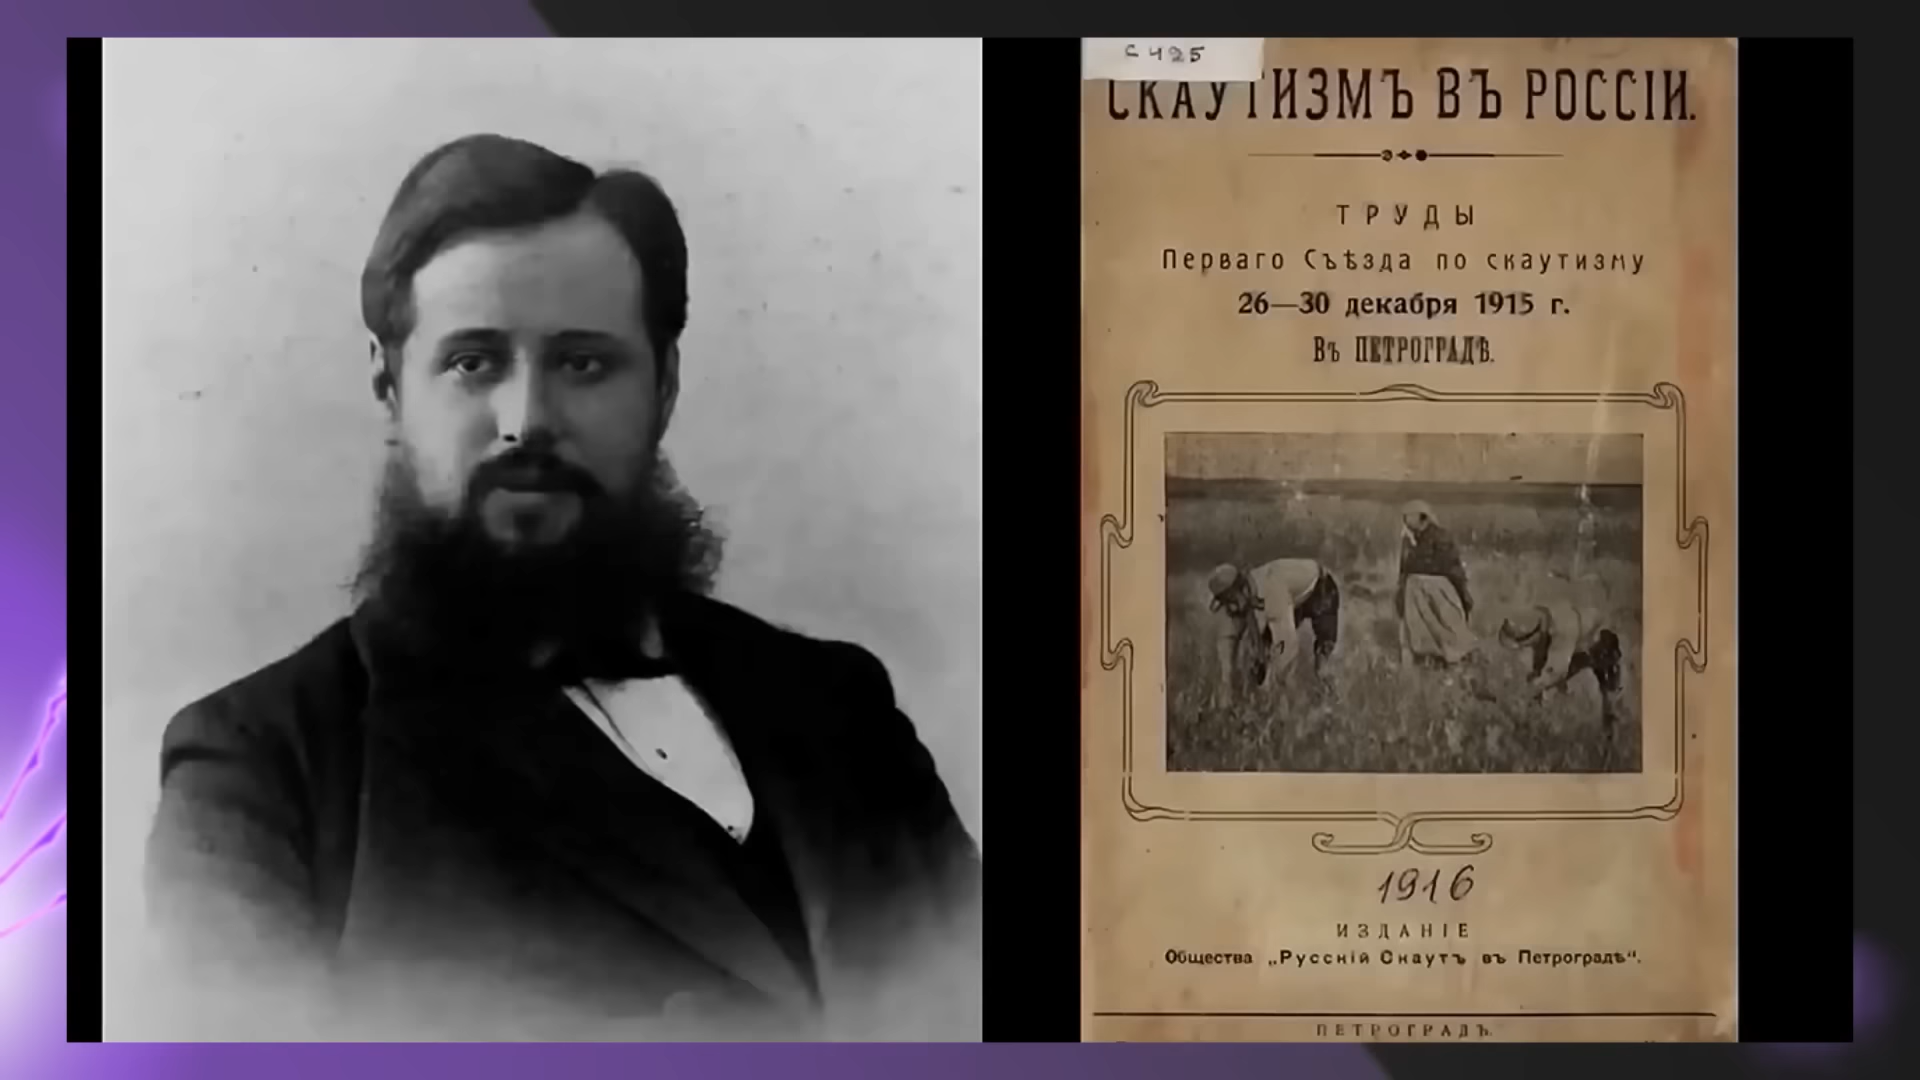 С 425
СКАУТИЗМЪ ВЪ РОССІИ.
ТРУДЫ
Перваго Съѣзда по скаутизму
26—30 декабря 1915 г.
Въ ПЕТРОГРАДѢ.
1916
ИЗДАНІЕ
Общества „Русскій Скаутъ въ Петроградѣ“.
ПЕТРОГРАДЪ.